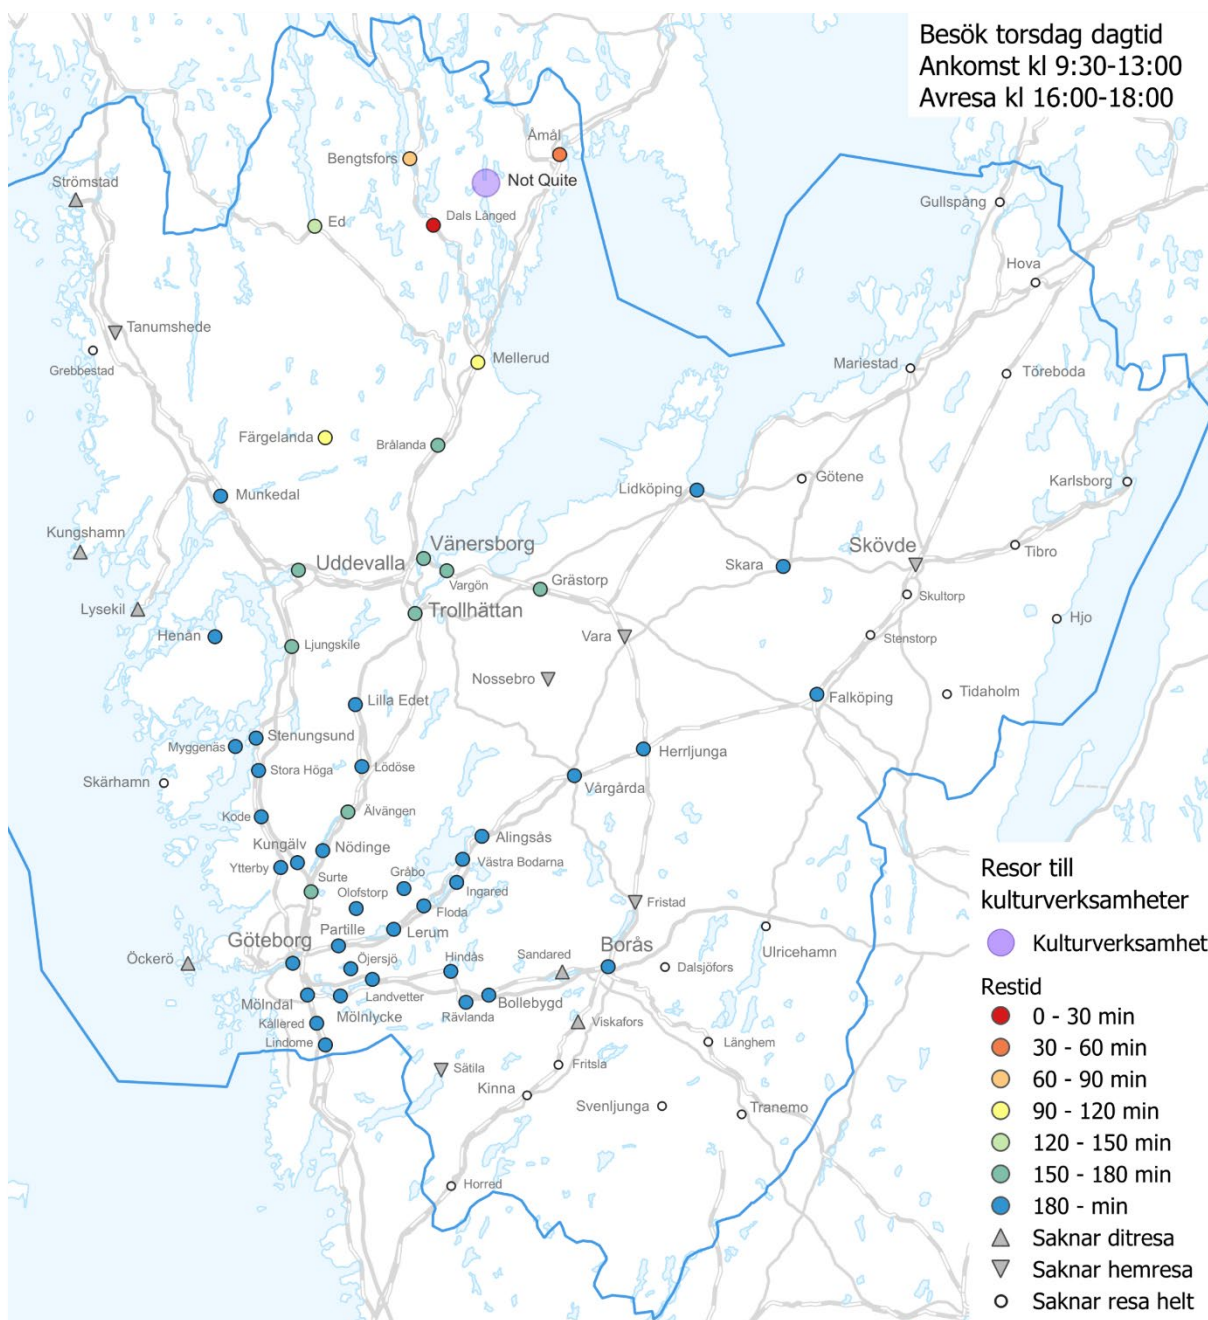 Besök torsdag dagtid
Ankomst kl 9:30-13:00
Avresa kl 16:00-18:00
Åmål
Bengtsfors
Not Quite
Strömstad
Gullspång
Ed
Dals Långed
Hova
Tanumshede
Grebbestad
Mellerud
Mariestad
Töreboda
Färgelanda
Brålanda
Munkedal
Lidköping
Götene
Karlsborg
Kungshamn
Uddevalla
Vänersborg
Vargön
Grästorp
Skara
Skövde
Tibro
Lysekil
Trollhättan
Skultorp
Henån
Ljungskile
Vara
Stenstorp
Hjo
Nossebro
Lilla Edet
Falköping
Tidaholm
Stenungsund
Myggenäs
Herrljunga
Stora Höga
Lödöse
Vårgårda
Skärhamn
Kode
Älvängen
Alingsås
Kungälv
Nödinge
Västra Bodarna
Ytterby
Surte
Gråbo
Ingared
Olofstorp
Floda
Fristad
Partille
Lerum
Göteborg
Borås
Ulricehamn
Öckerö
Öjersjö
Hindås
Sandared
Dalsjöfors
Mölndal
Landvetter
Bollebygd
Mölnlycke
Rävlanda
Kållered
Viskafors
Lindome
Länghem
Sätila
Fritsla
Kinna
Svenljunga
Tranemo
Horred
Resor till
kulturverksamheter
Kulturverksamhet
Restid
0 - 30 min
30 - 60 min
60 - 90 min
90 - 120 min
120 - 150 min
150 - 180 min
180 - min
Saknar ditresa
Saknar hemresa
Saknar resa helt